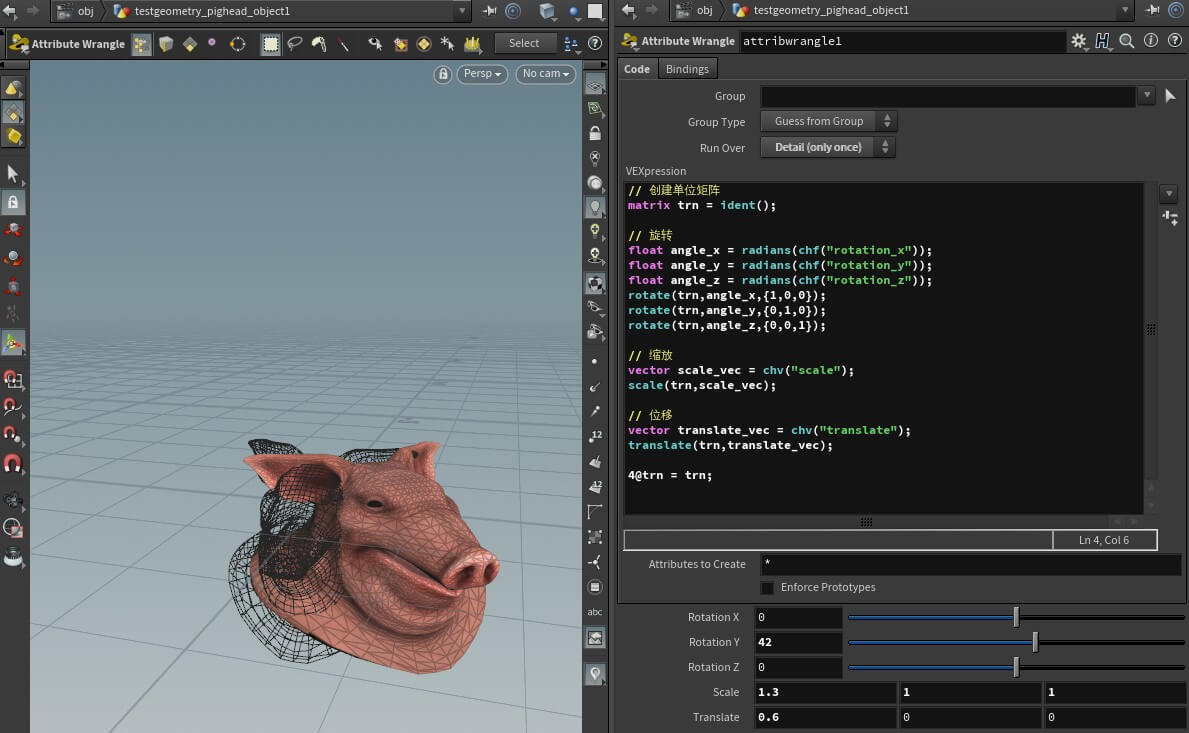 obj testgeometry_pighead_object1
Attribute Wrangle
Select
Persp
No cam
12
12
abc
obj testgeometry_pighead_object1
Attribute Wrangle attribwrangle1
Code Bindings
Group
Group Type Guess from Group
Run Over Detail (only once)
VEXpression
// 创建单位矩阵
matrix trn = ident();
// 旋转
float angle_x = radians(chf("rotation_x"));
float angle_y = radians(chf("rotation_y"));
float angle_z = radians(chf("rotation_z"));
rotate(trn,angle_x,{1,0,0});
rotate(trn,angle_y,{0,1,0});
rotate(trn,angle_z,{0,0,1});
// 缩放
vector scale_vec = chv("scale");
scale(trn,scale_vec);
// 位移
vector translate_vec = chv("translate");
translate(trn,translate_vec);
4@trn = trn;
Ln 4, Col 6
Attributes to Create *
Enforce Prototypes
Rotation X 0
Rotation Y 42
Rotation Z 0
Scale 1.3 1 1
Translate 0.6 0 0